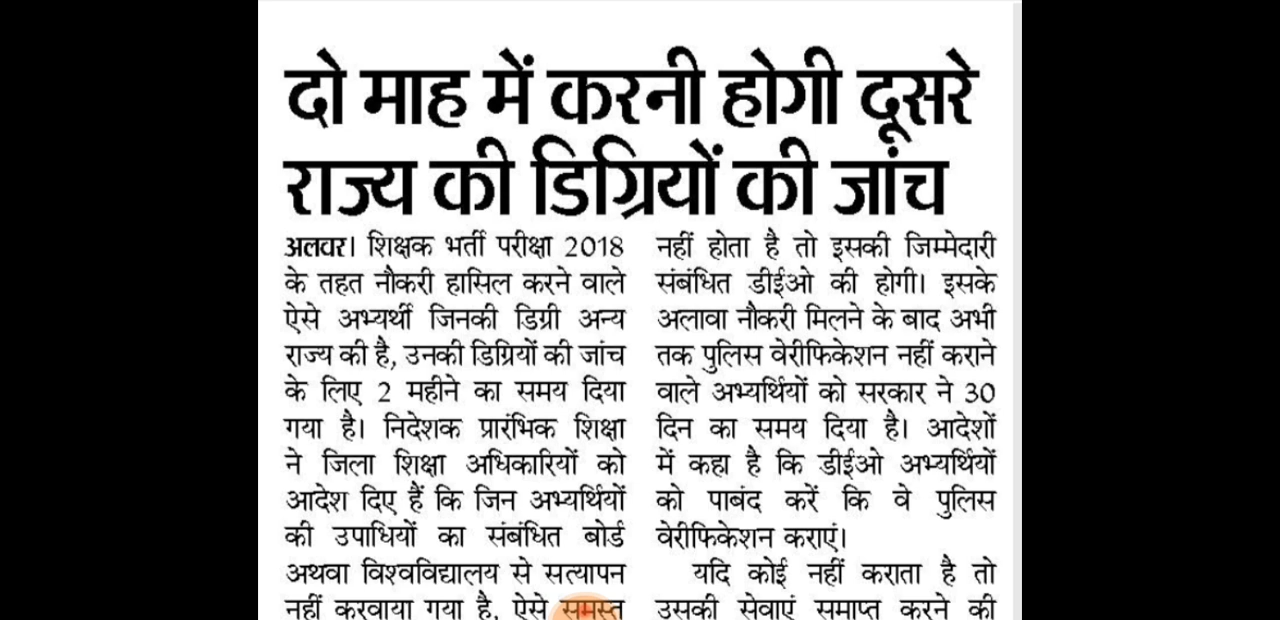 दो माह में करनी होगी दूसरे
राज्य की डिग्रियों की जांच
अलवर। शिक्षक भर्ती परीक्षा 2018
के तहत नौकरी हासिल करने वाले
ऐसे अभ्यर्थी जिनकी डिग्री अन्य
राज्य की है, उनकी डिग्रियों की जांच
के लिए 2 महीने का समय दिया
गया है। निदेशक प्रारंभिक शिक्षा
ने जिला शिक्षा अधिकारियों को
आदेश दिए हैं कि जिन अभ्यर्थियों
की उपाधियों का संबंधित बोर्ड
अथवा विश्वविद्यालय से सत्यापन
नहीं करवाया गया है, ऐसे समस्त
नहीं होता है तो इसकी जिम्मेदारी
संबंधित डीईओ की होगी। इसके
अलावा नौकरी मिलने के बाद अभी
तक पुलिस वेरीफिकेशन नहीं कराने
वाले अभ्यर्थियों को सरकार ने 30
दिन का समय दिया है। आदेशों
में कहा है कि डीईओ अभ्यर्थियों
को पाबंद करें कि वे पुलिस
वेरीफिकेशन कराएं।
यदि कोई नहीं कराता है तो
उसकी सेवाएं समाप्त करने की